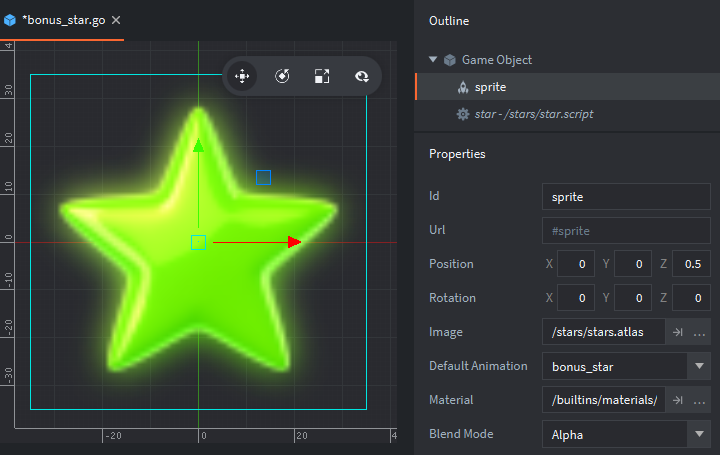 *bonus_star.go
Outline
Game Object
sprite
star - /stars/star.script
Properties
Id sprite
Url #sprite
Position X 0 Y 0 Z 0.5
Rotation X 0 Y 0 Z 0
Image /stars/stars.atlas ...
Default Animation bonus_star
Material /builtins/materials/ ...
Blend Mode Alpha
4
30
20
10
0
-10
-20
-30
-20 0 20 4